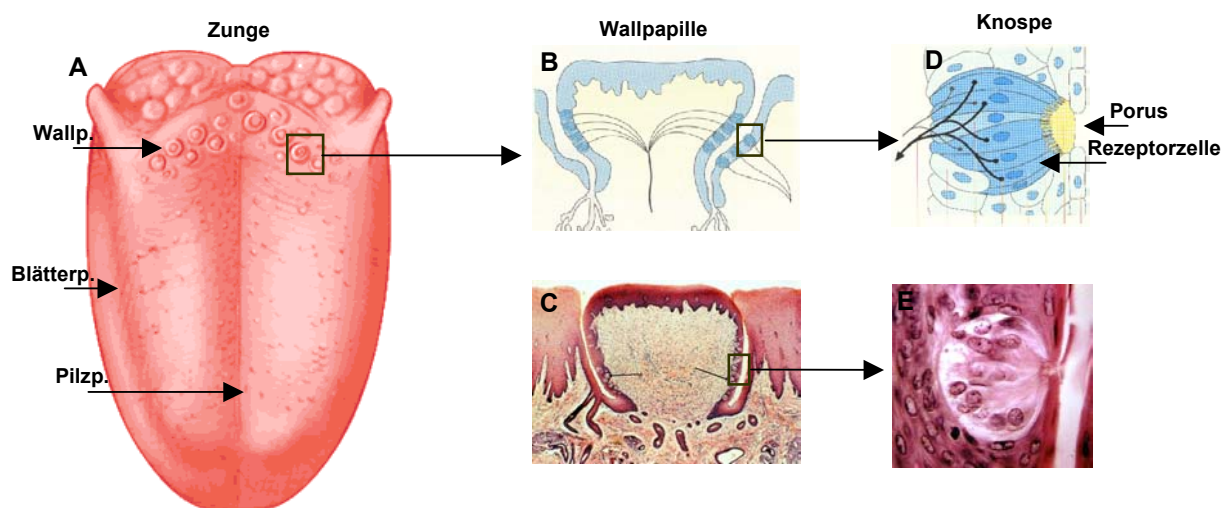 Zunge
Wallpapille
Knospe
A
B
D
Wallp.
Porus
Rezeptorzelle
Blätterp.
C
E
Pilzp.